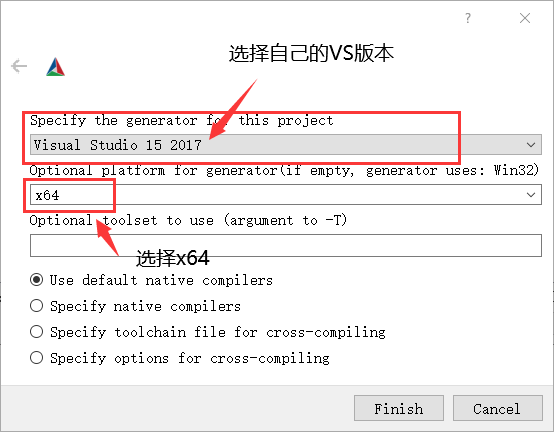 选择自己的VS版本
Specify the generator for this project
Visual Studio 15 2017
Optional platform for generator(if empty, generator uses: Win32)
x64
Optional toolset to use (argument to -T)
选择x64
Use default native compilers
Specify native compilers
Specify toolchain file for cross-compiling
Specify options for cross-compiling
Finish
Cancel